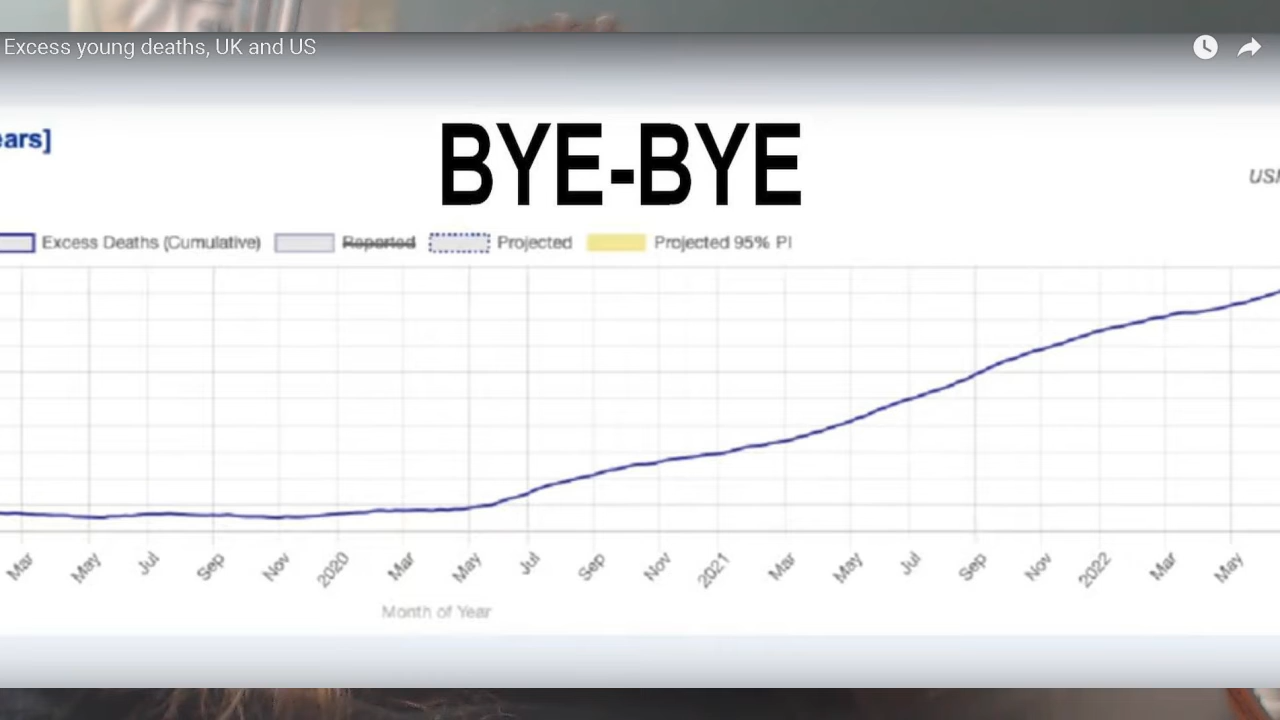 Excess young deaths, UK and US
BYE-BYE
ears]
Excess Deaths (Cumulative) Reported Projected Projected 95% PI
Mar May Jul Sep Nov 2020 Mar May Jul Sep Nov 2021 Mar May Jul Sep Nov 2022 Mar May
Month of Year